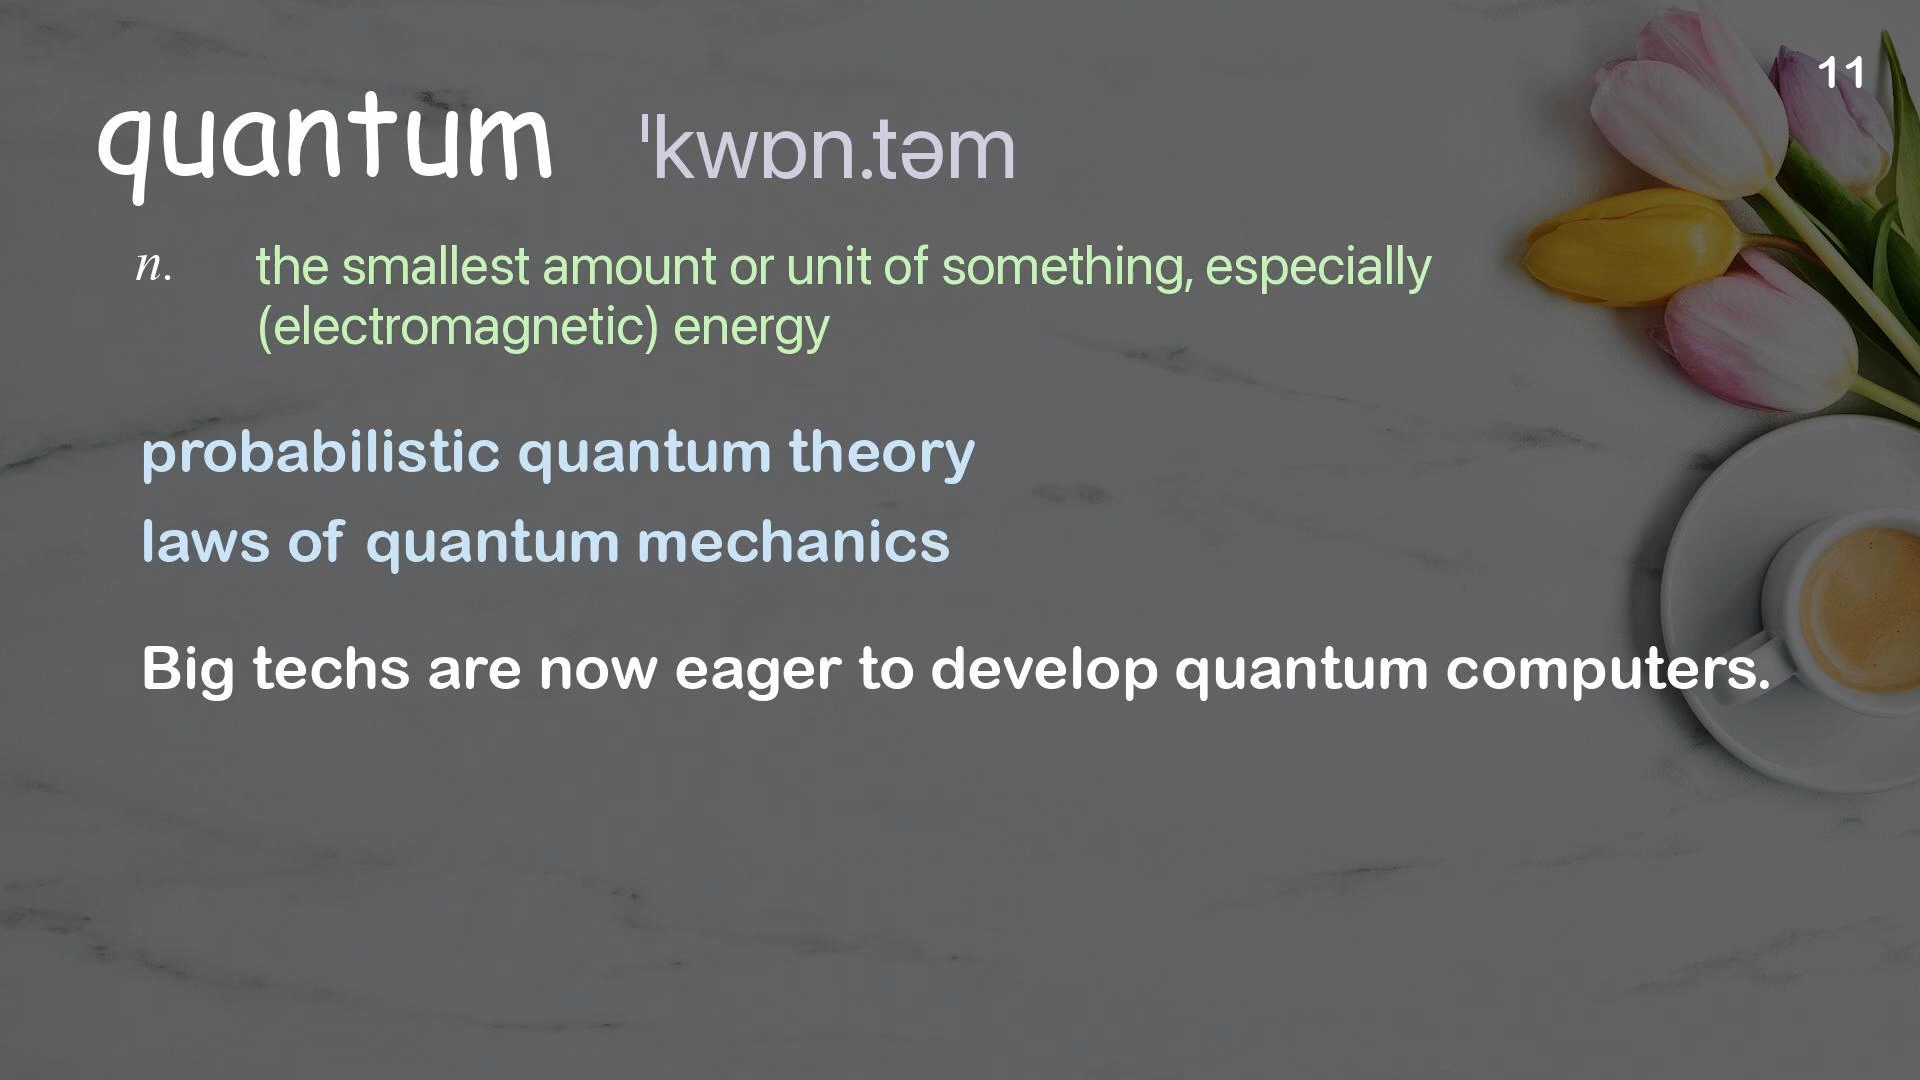 11
quantum ˈkwɒn.təm
n. the smallest amount or unit of something, especially
(electromagnetic) energy
probabilistic quantum theory
laws of quantum mechanics
Big techs are now eager to develop quantum computers.